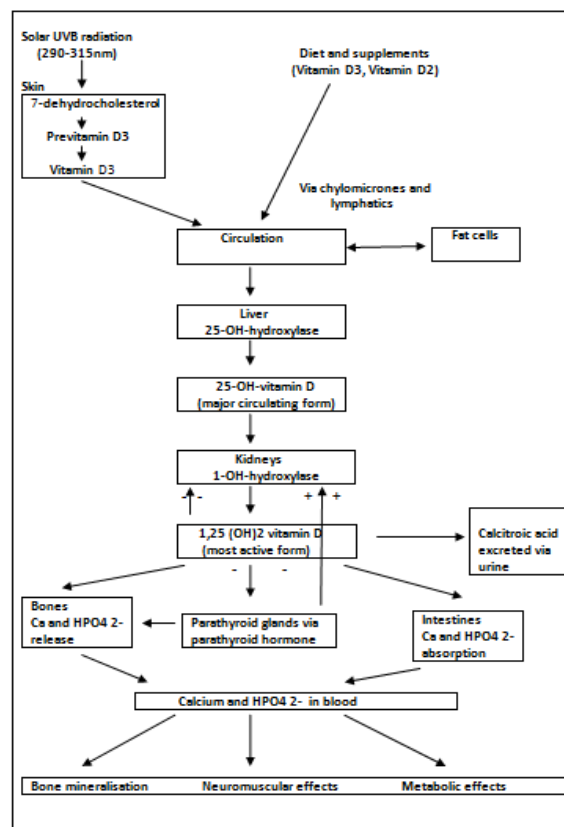 Solar UVB radiation
(290-315nm)
Diet and supplements
(Vitamin D3, Vitamin D2)
Skin
7-dehydrocholesterol
Previtamin D3
Vitamin D3
Via chylomicrones and
lymphatics
Circulation
Fat cells
Liver
25-OH-hydroxylase
25-OH-vitamin D
(major circulating form)
Kidneys
1-OH-hydroxylase
- - + +
1,25 (OH)2 vitamin D
(most active form)
Calcitroic acid
excreted via
urine
- -
Bones
Ca and HPO4 2-
release
Parathyroid glands via
parathyroid hormone
Intestines
Ca and HPO4 2-
absorption
Calcium and HPO4 2- in blood
Bone mineralisation Neuromuscular effects Metabolic effects